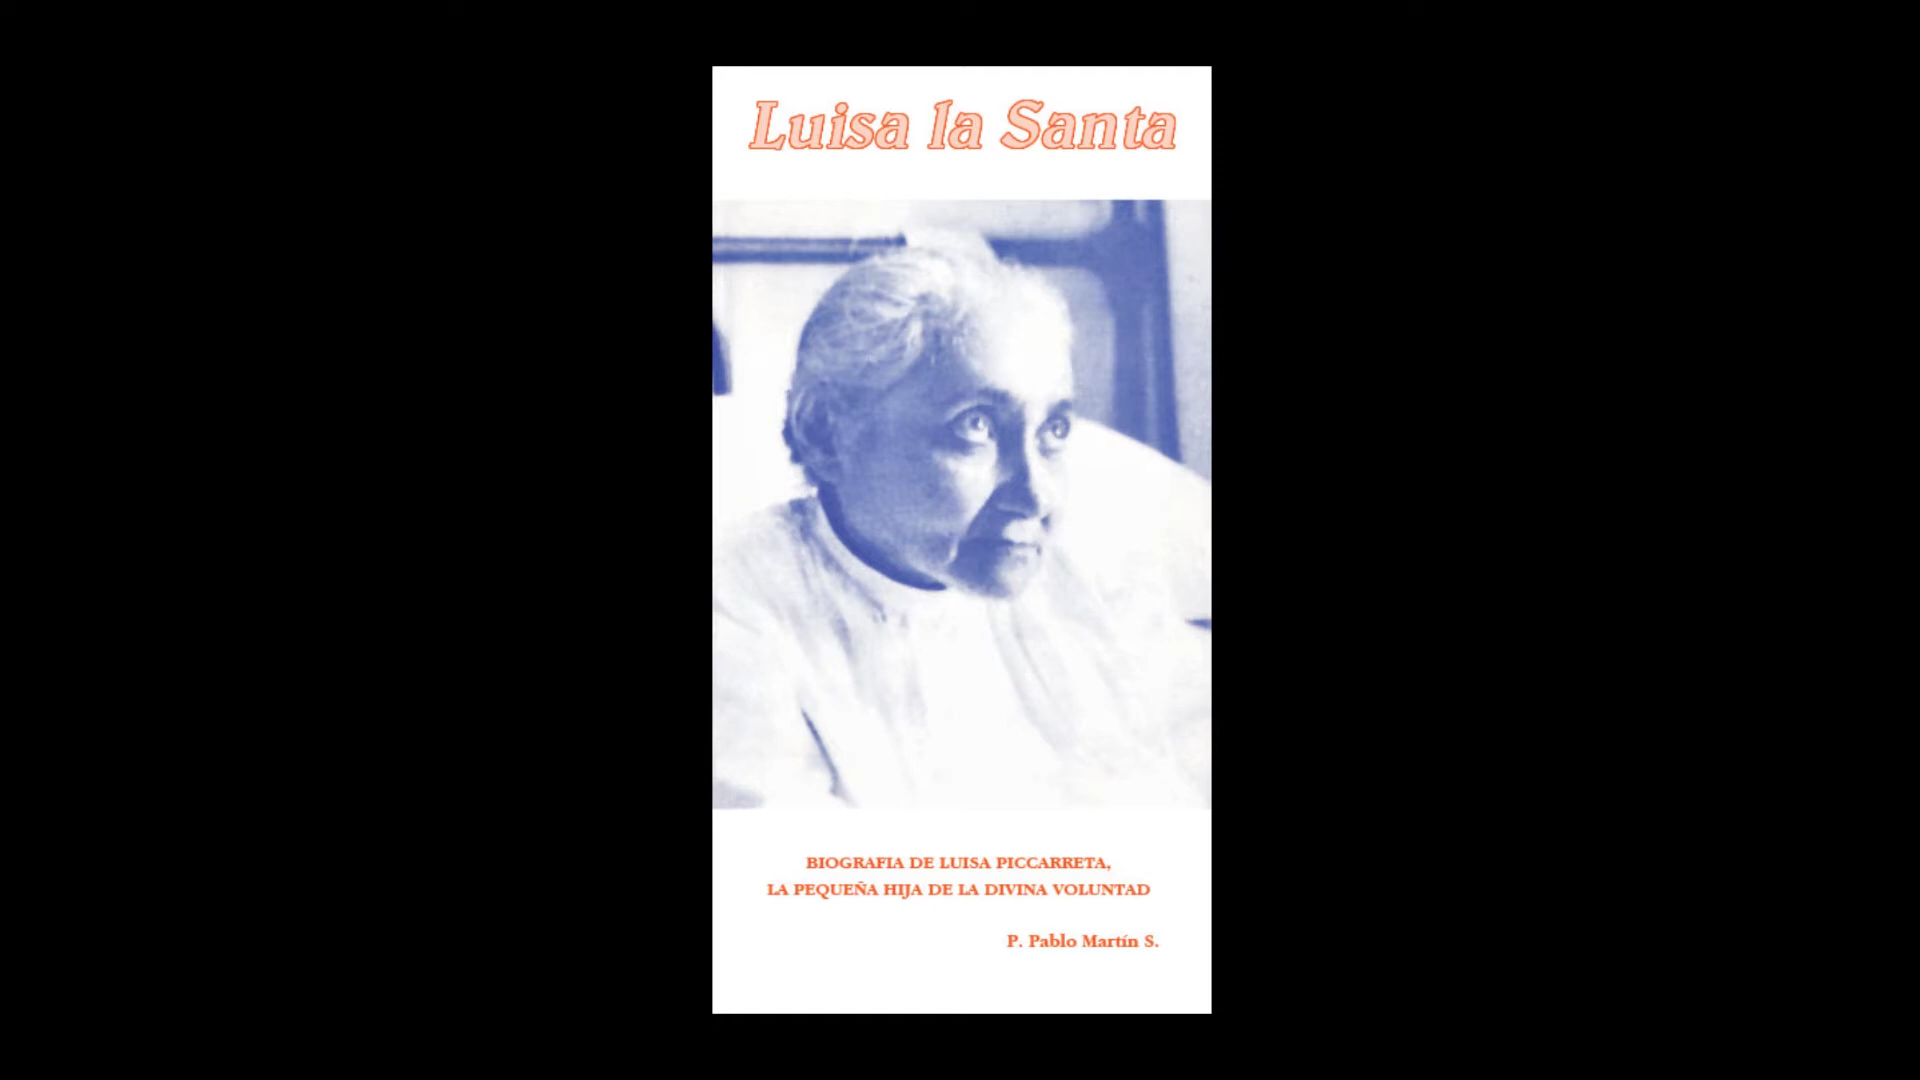 Luisa la Santa
BIOGRAFIA DE LUISA PICCARRETA,
LA PEQUEÑA HIJA DE LA DIVINA VOLUNTAD
P. Pablo Martín S.